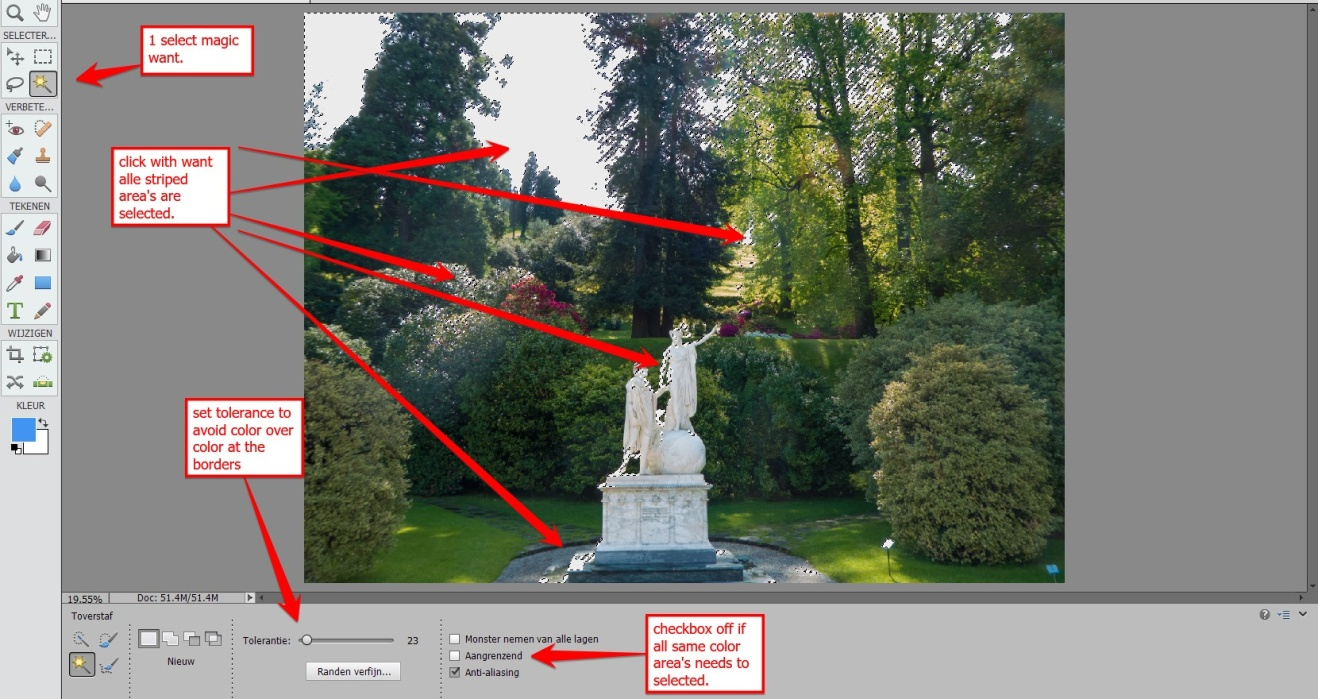 SELECTER...
1 select magic
want.
VERBETE...
click with want
alle striped
area's are
selected.
TEKENEN
T
WIJZIGEN
KLEUR
set tolerance to
avoid color over
color at the
borders
19,55%
Doc: 51.4M/51.4M
Toverstaf
Nieuw
Tolerantie:
23
Randen verfijn...
Monster nemen van alle lagen
Aangrenzend
Anti-aliasing
checkbox off if
all same color
area's needs to
selected.